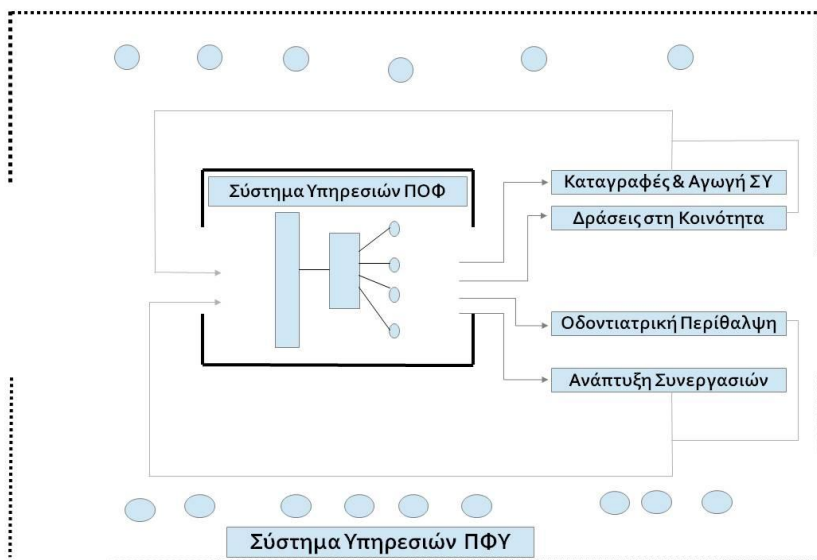 Σύστημα Υπηρεσιών ΠΟΦ
Καταγραφές & Αγωγή ΣΥ
Δράσεις στη Κοινότητα
Οδοντιατρική Περίθαλψη
Ανάπτυξη Συνεργασιών
Σύστημα Υπηρεσιών ΠΦΥ